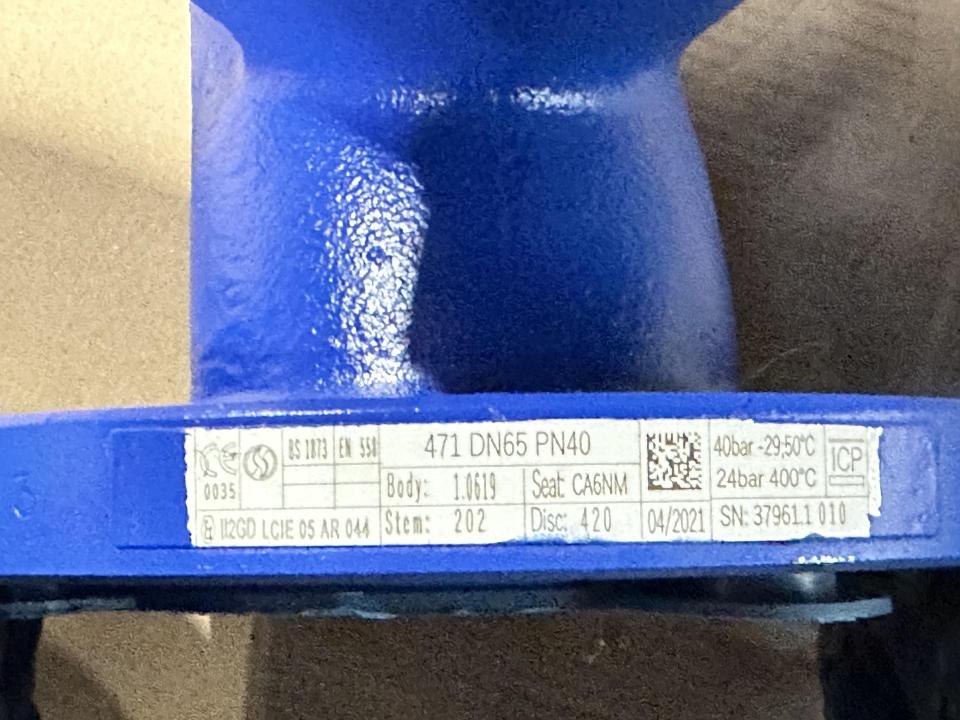 CE
0035
BS 1873 EN 558
471 DN65 PN40
Body: 1.0619 Seat: CA6NM
II2GD LCIE 05 AR 044
Stem: 202 Disc: 420
04/2021
40bar -29;50°C
24bar 400°C
ICP
SN: 37961.1 010